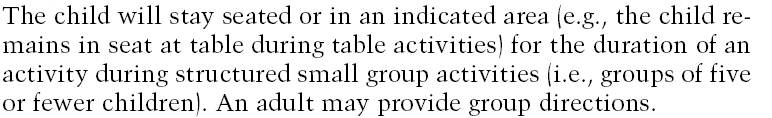 The child will stay seated or in an indicated area (e.g., the child re-
mains in seat at table during table activities) for the duration of an
activity during structured small group activities (i.e., groups of five
or fewer children). An adult may provide group directions.